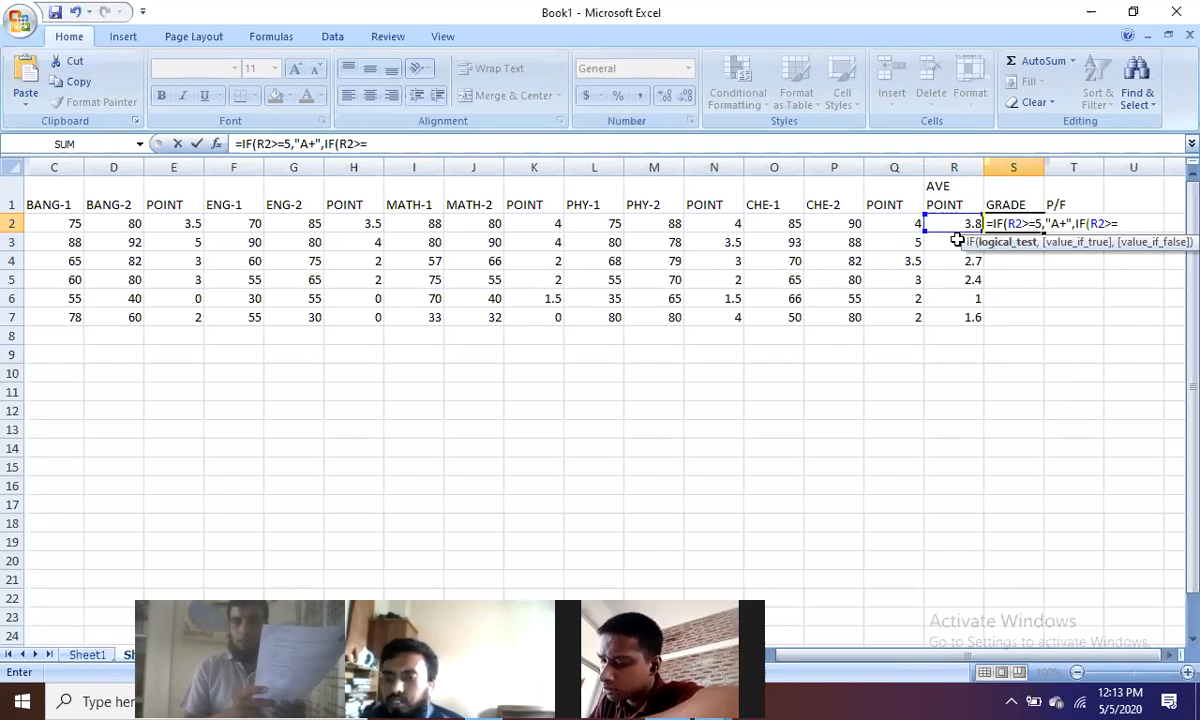 Book1 - Microsoft Excel
Home Insert Page Layout Formulas Data Review View
Paste Cut Copy Format Painter Clipboard
11 B I U Font
Wrap Text Merge & Center Alignment
General $ % , Number
Conditional Formatting Format as Table Cell Styles Styles
Insert Delete Format Cells
Σ AutoSum Fill Clear Sort & Filter Find & Select Editing
SUM fx =IF(R2>=5,"A+",IF(R2>=
C D E F G H I J K L M N O P Q R S T U
1 BANG-1 BANG-2 POINT ENG-1 ENG-2 POINT MATH-1 MATH-2 POINT PHY-1 PHY-2 POINT CHE-1 CHE-2 POINT AVE POINT GRADE P/F
2 75 80 3.5 70 85 3.5 88 80 4 75 88 4 85 90 4 3.8 =IF(R2>=5,"A+",IF(R2>=
3 88 92 5 90 80 4 80 90 4 80 78 3.5 93 88 5 IF(logical_test, [value_if_true], [value_if_false])
4 65 82 3 60 75 2 57 66 2 68 79 3 70 82 3.5 2.7
5 60 80 3 55 65 2 75 55 2 55 70 2 65 80 3 2.4
6 55 40 0 30 55 0 70 40 1.5 35 65 1.5 66 55 2 1
7 78 60 2 55 30 0 33 32 0 80 80 4 50 80 2 1.6
8
9
10
11
12
13
14
15
16
17
18
19
20
21
22
23
24
Activate Windows
Go to Settings to activate Windows.
Sheet1
Enter 100%
Type here
12:13 PM
5/5/2020